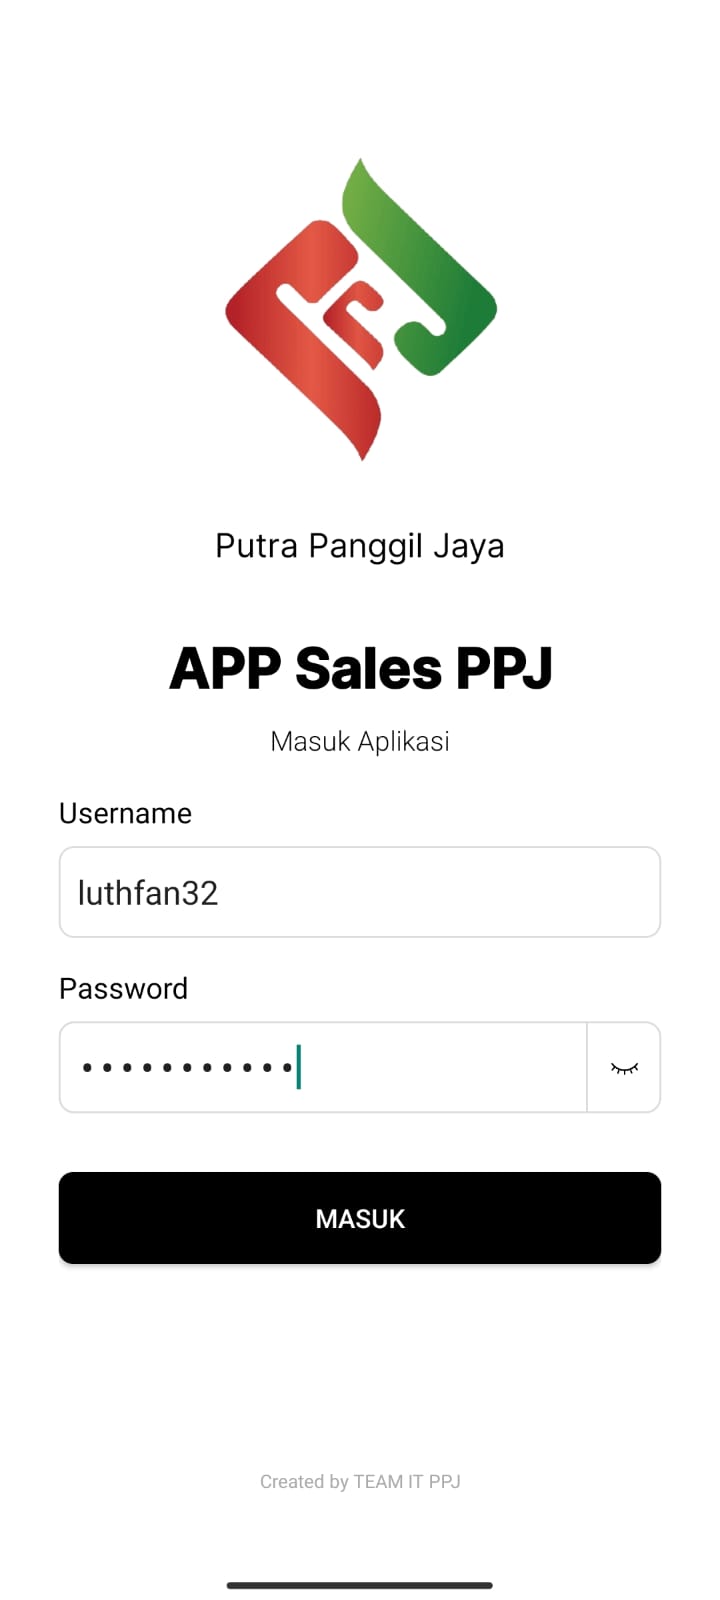 Putra Panggil Jaya
APP Sales PPJ
Masuk Aplikasi
Username
luthfan32
Password
•••••••••••
MASUK
Created by TEAM IT PPJ